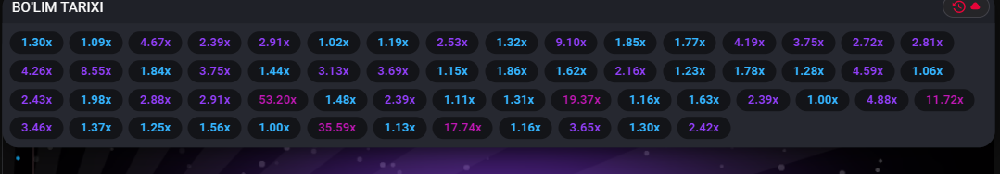 BO'LIM TARIXI
1.30x 1.09x 4.67x 2.39x 2.91x 1.02x 1.19x 2.53x 1.32x 9.10x 1.85x 1.77x 4.19x 3.75x 2.72x 2.81x
4.26x 8.55x 1.84x 3.75x 1.44x 3.13x 3.69x 1.15x 1.86x 1.62x 2.16x 1.23x 1.78x 1.28x 4.59x 1.06x
2.43x 1.98x 2.88x 2.91x 53.20x 1.48x 2.39x 1.11x 1.31x 19.37x 1.16x 1.63x 2.39x 1.00x 4.88x 11.72x
3.46x 1.37x 1.25x 1.56x 1.00x 35.59x 1.13x 17.74x 1.16x 3.65x 1.30x 2.42x